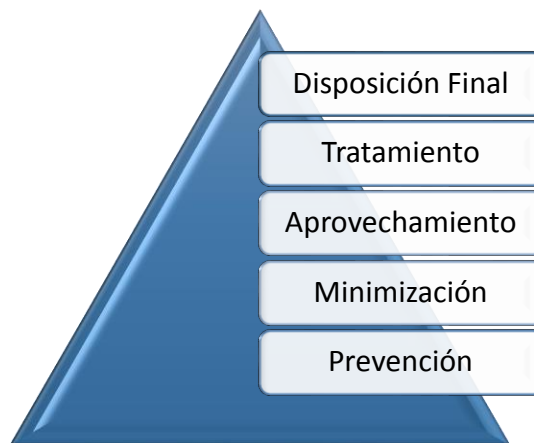 Disposición Final
Tratamiento
Aprovechamiento
Minimización
Prevención